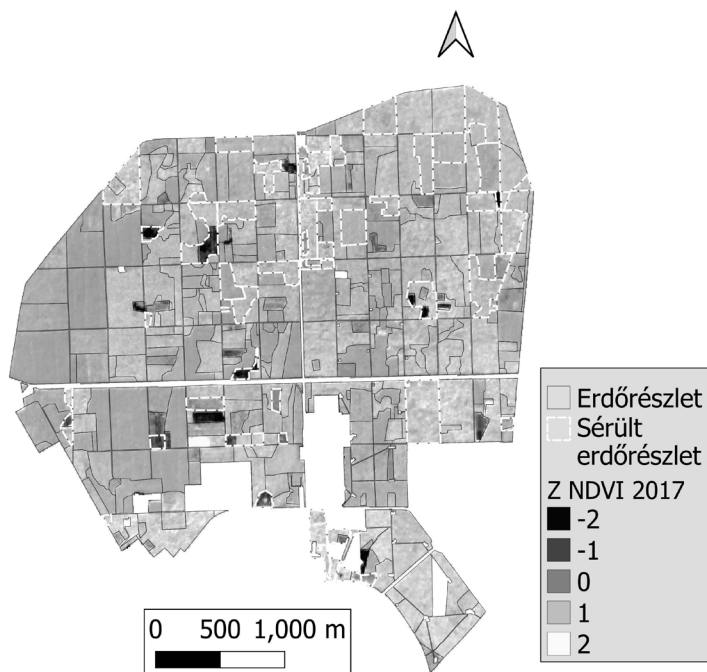 Erdőrészlet
Sérült
erdőrészlet
Z NDVI 2017
-2
-1
0
1
2
0 500 1,000 m